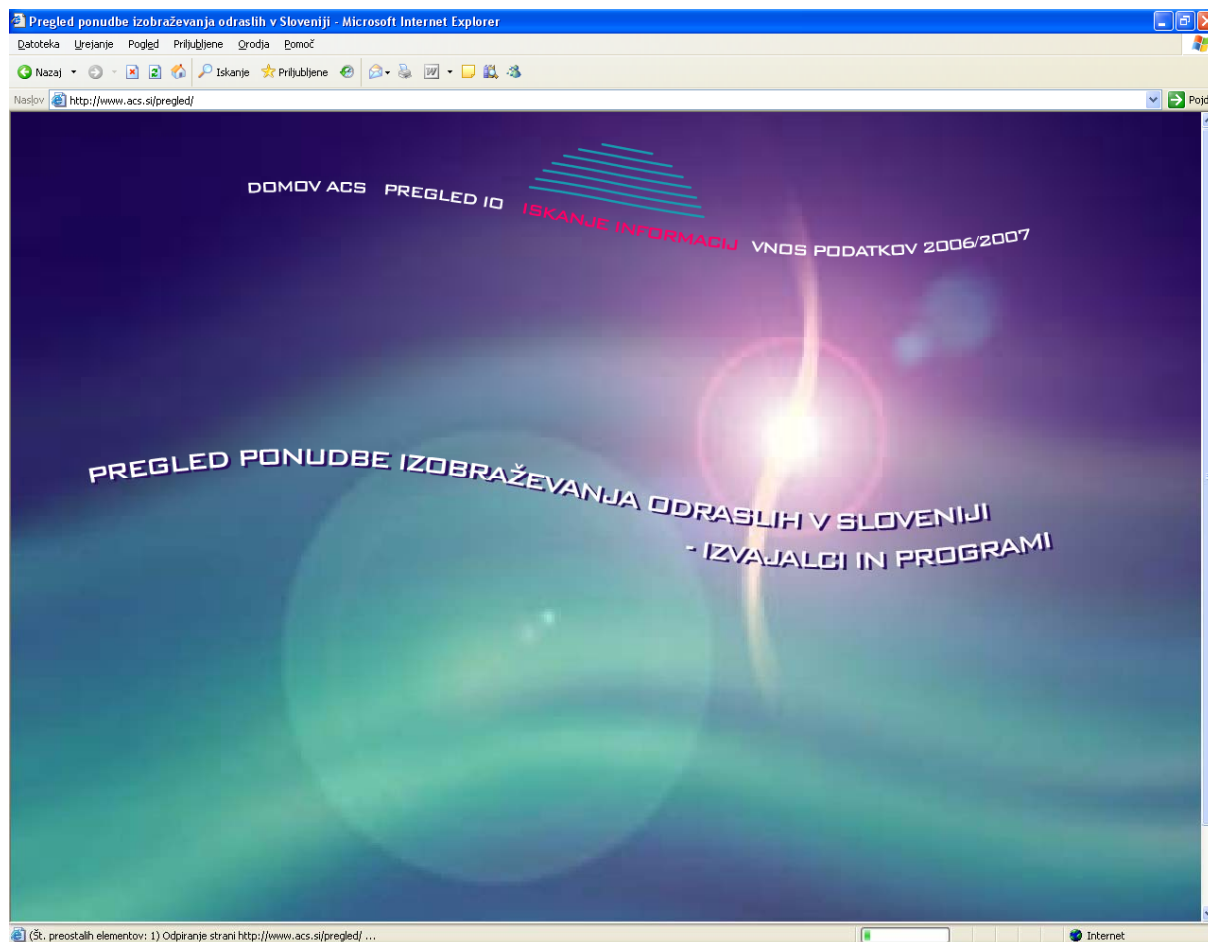 Pregled ponudbe izobraževanja odraslih v Sloveniji - Microsoft Internet Explorer
Datoteka Urejanje Pogled Priljubljene Orodja Pomoč
Nazaj Iskanje Priljubljene
Naslov http://www.acs.si/pregled/ Pojd
DOMOV ACS PREGLED IO ISKANJE INFORMACIJ VNOS PODATKOV 2006/2007
PREGLED PONUDBE IZOBRAŽEVANJA ODRASLIH V SLOVENIJI
- IZVAJALCI IN PROGRAMI
(Št. preostalih elementov: 1) Odpiranje strani http://www.acs.si/pregled/ ... Internet